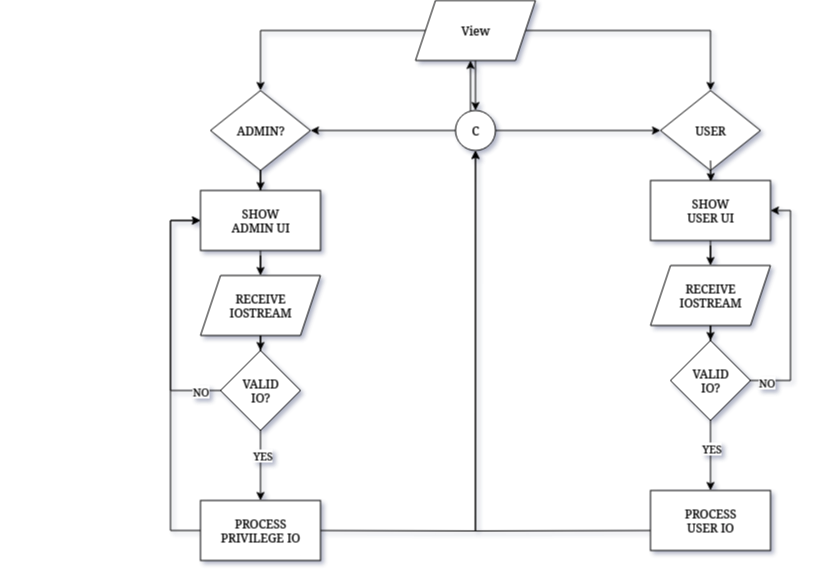 View
ADMIN?
C
USER
SHOW
ADMIN UI
SHOW
USER UI
RECEIVE
IOSTREAM
RECEIVE
IOSTREAM
VALID
IO?
NO
VALID
IO?
NO
YES
YES
PROCESS
PRIVILEGE IO
PROCESS
USER IO